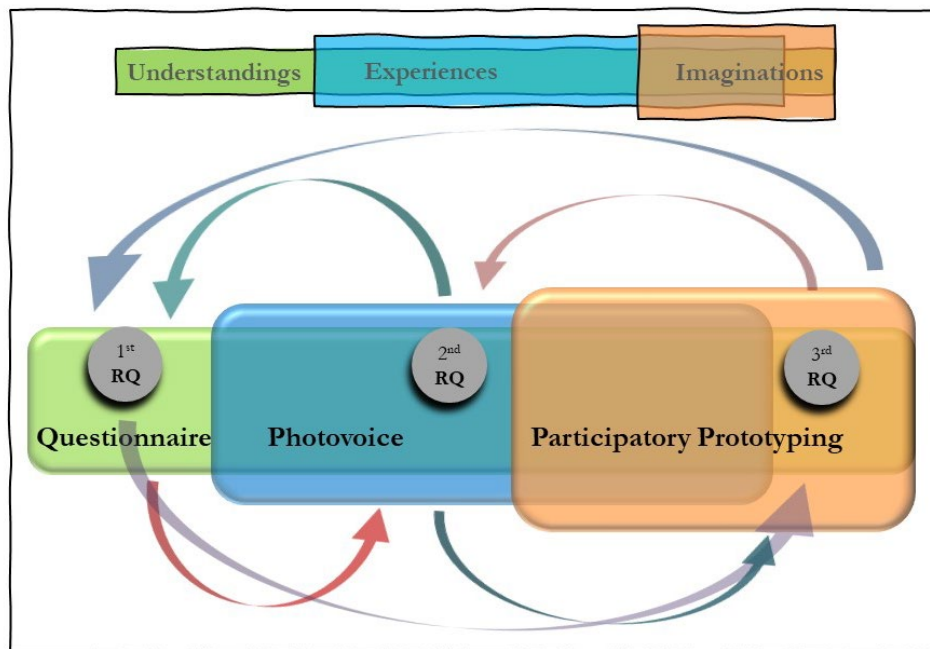 Understandings Experiences Imaginations
1st RQ
2nd RQ
3rd RQ
Questionnaire Photovoice Participatory Prototyping